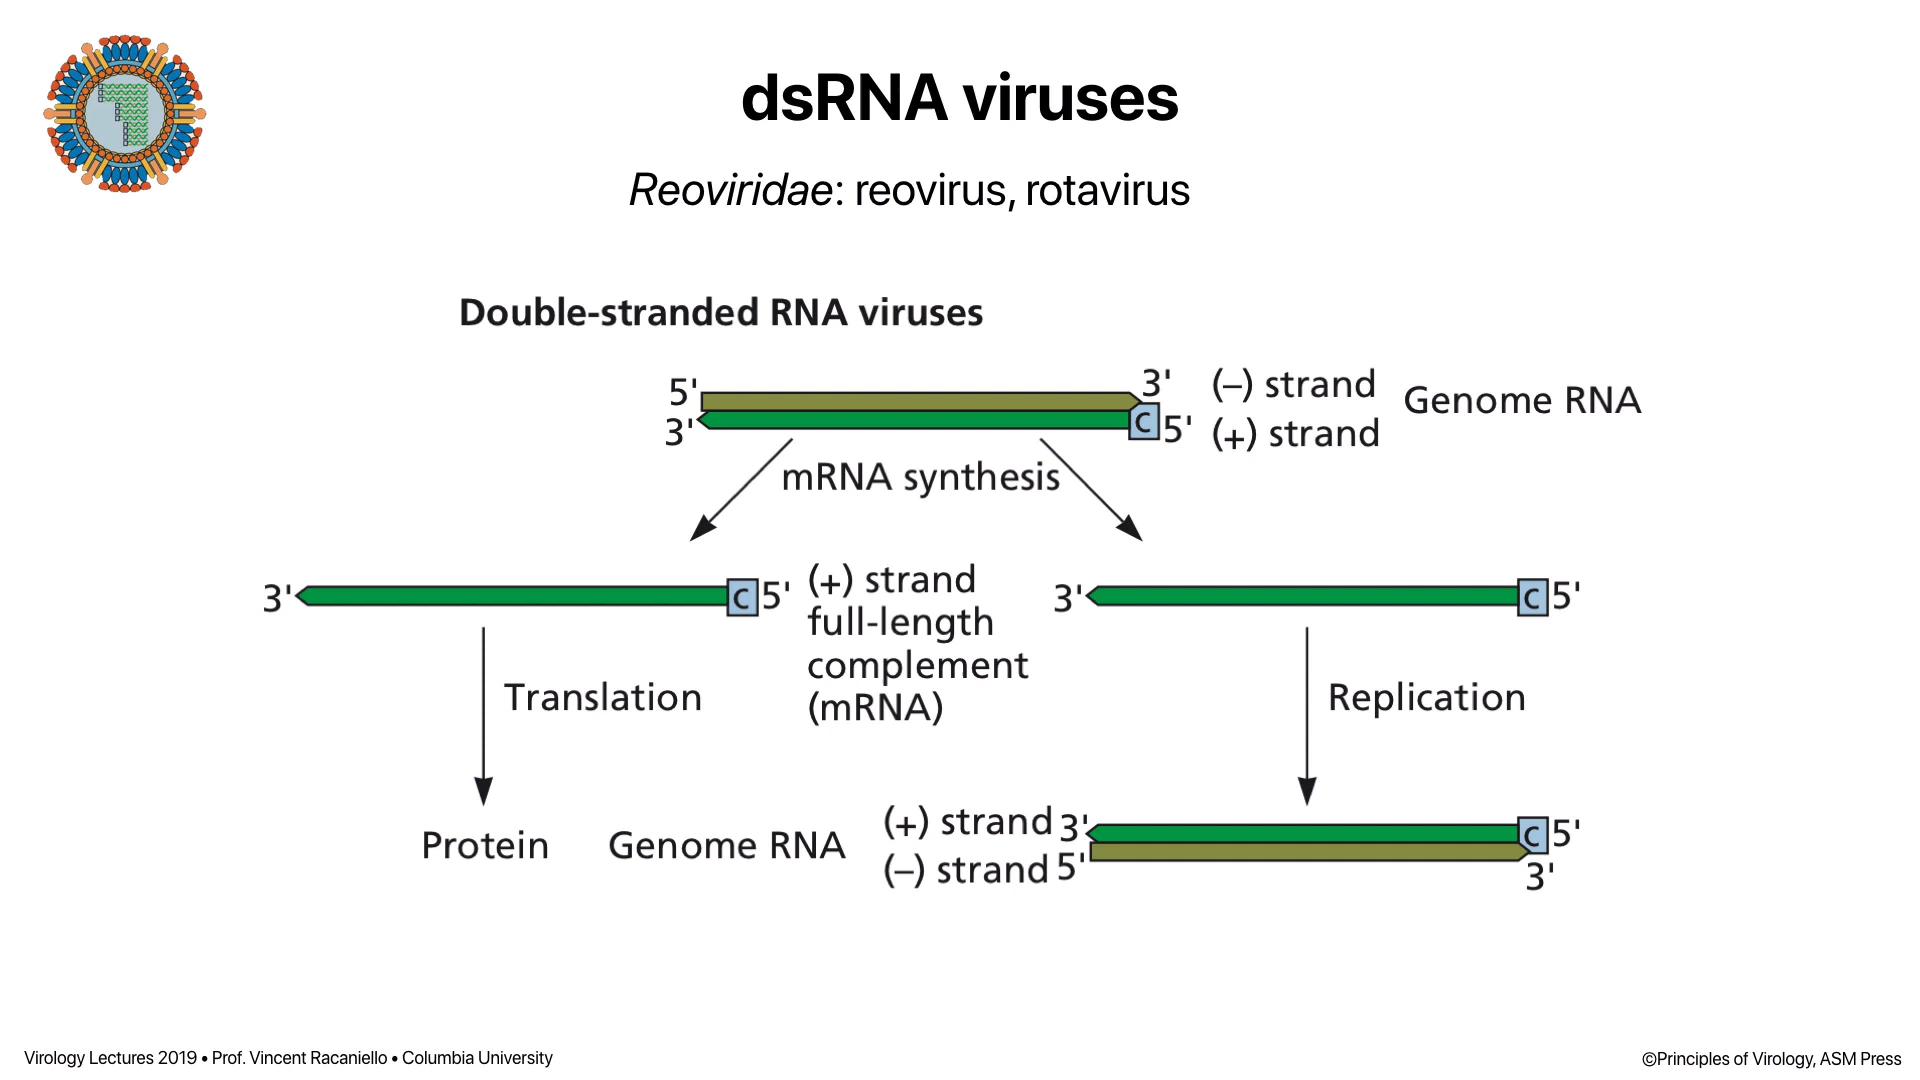 dsRNA viruses
Reoviridae: reovirus, rotavirus
Double-stranded RNA viruses
5' 3' (–) strand
3' c 5' (+) strand
Genome RNA
mRNA synthesis
3' c 5'
(+) strand
full-length
complement
(mRNA)
3' c 5'
Translation
Replication
Protein
Genome RNA
(+) strand 3' c 5'
(–) strand 5' 3'
Virology Lectures 2019 • Prof. Vincent Racaniello • Columbia University
©Principles of Virology, ASM Press